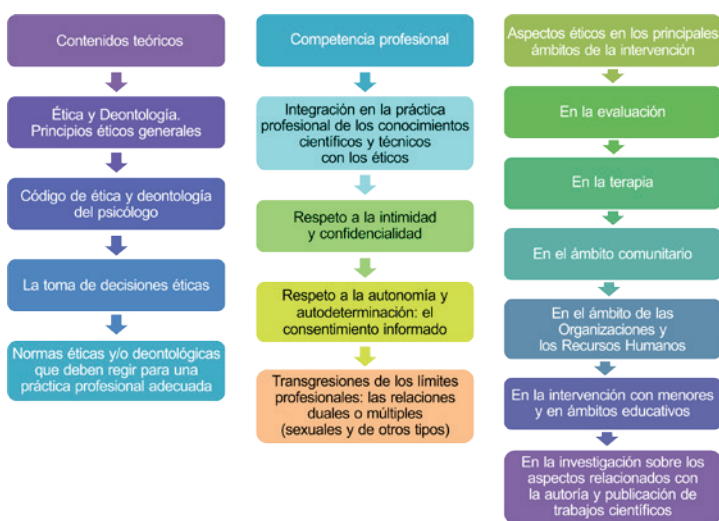 Contenidos teóricos
Ética y Deontología.
Principios éticos generales
Código de ética y deontología
del psicólogo
La toma de decisiones éticas
Normas éticas y/o deontológicas
que deben regir para una
práctica profesional adecuada
Competencia profesional
Integración en la práctica
profesional de los conocimientos
científicos y técnicos
con los éticos
Respeto a la intimidad
y confidencialidad
Respeto a la autonomía y
autodeterminación: el
consentimiento informado
Transgresiones de los límites
profesionales: las relaciones
duales o múltiples
(sexuales y de otros tipos)
Aspectos éticos en los principales
ámbitos de la intervención
En la evaluación
En la terapia
En el ámbito comunitario
En el ámbito de las
Organizaciones y
los Recursos Humanos
En la intervención con menores
y en ámbitos educativos
En la investigación sobre los
aspectos relacionados con
la autoría y publicación de
trabajos científicos